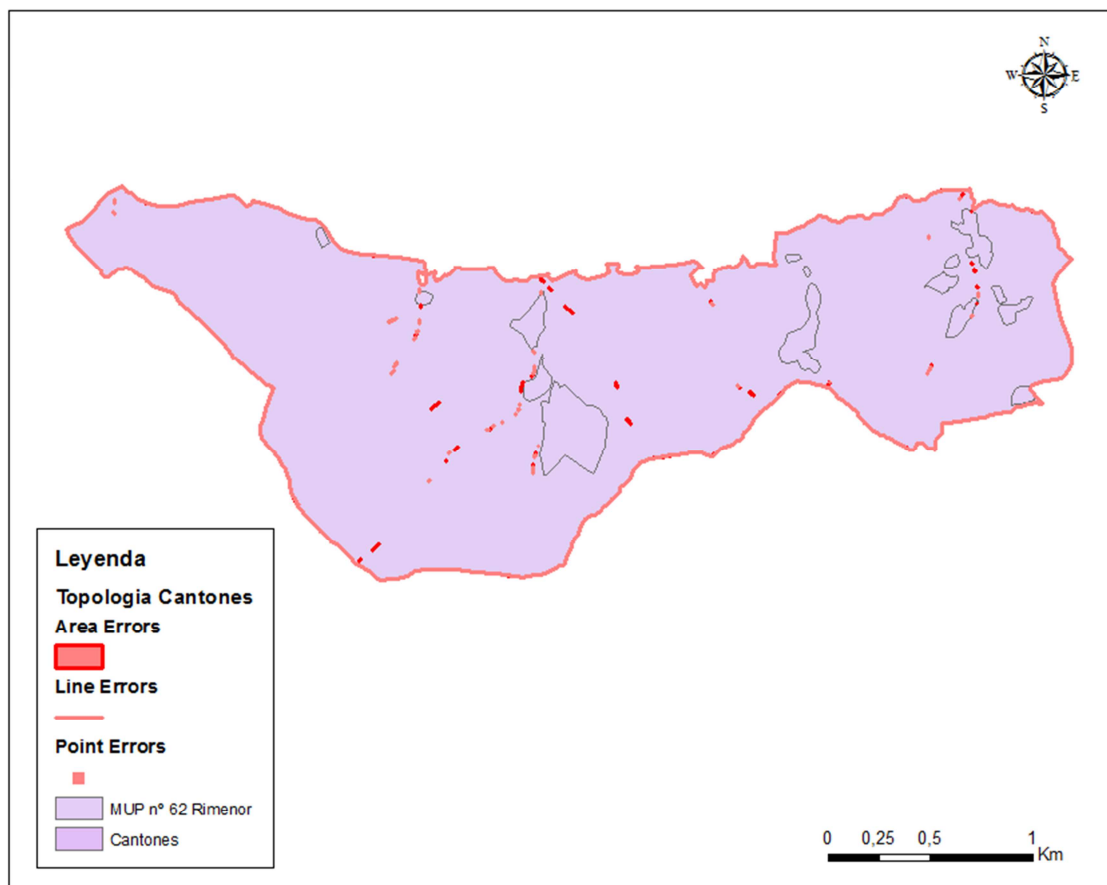 N
W E
S
Leyenda
Topologia Cantones
Area Errors
Line Errors
Point Errors
MUP nº 62 Rimenor
Cantones
0 0,25 0,5 1
Km